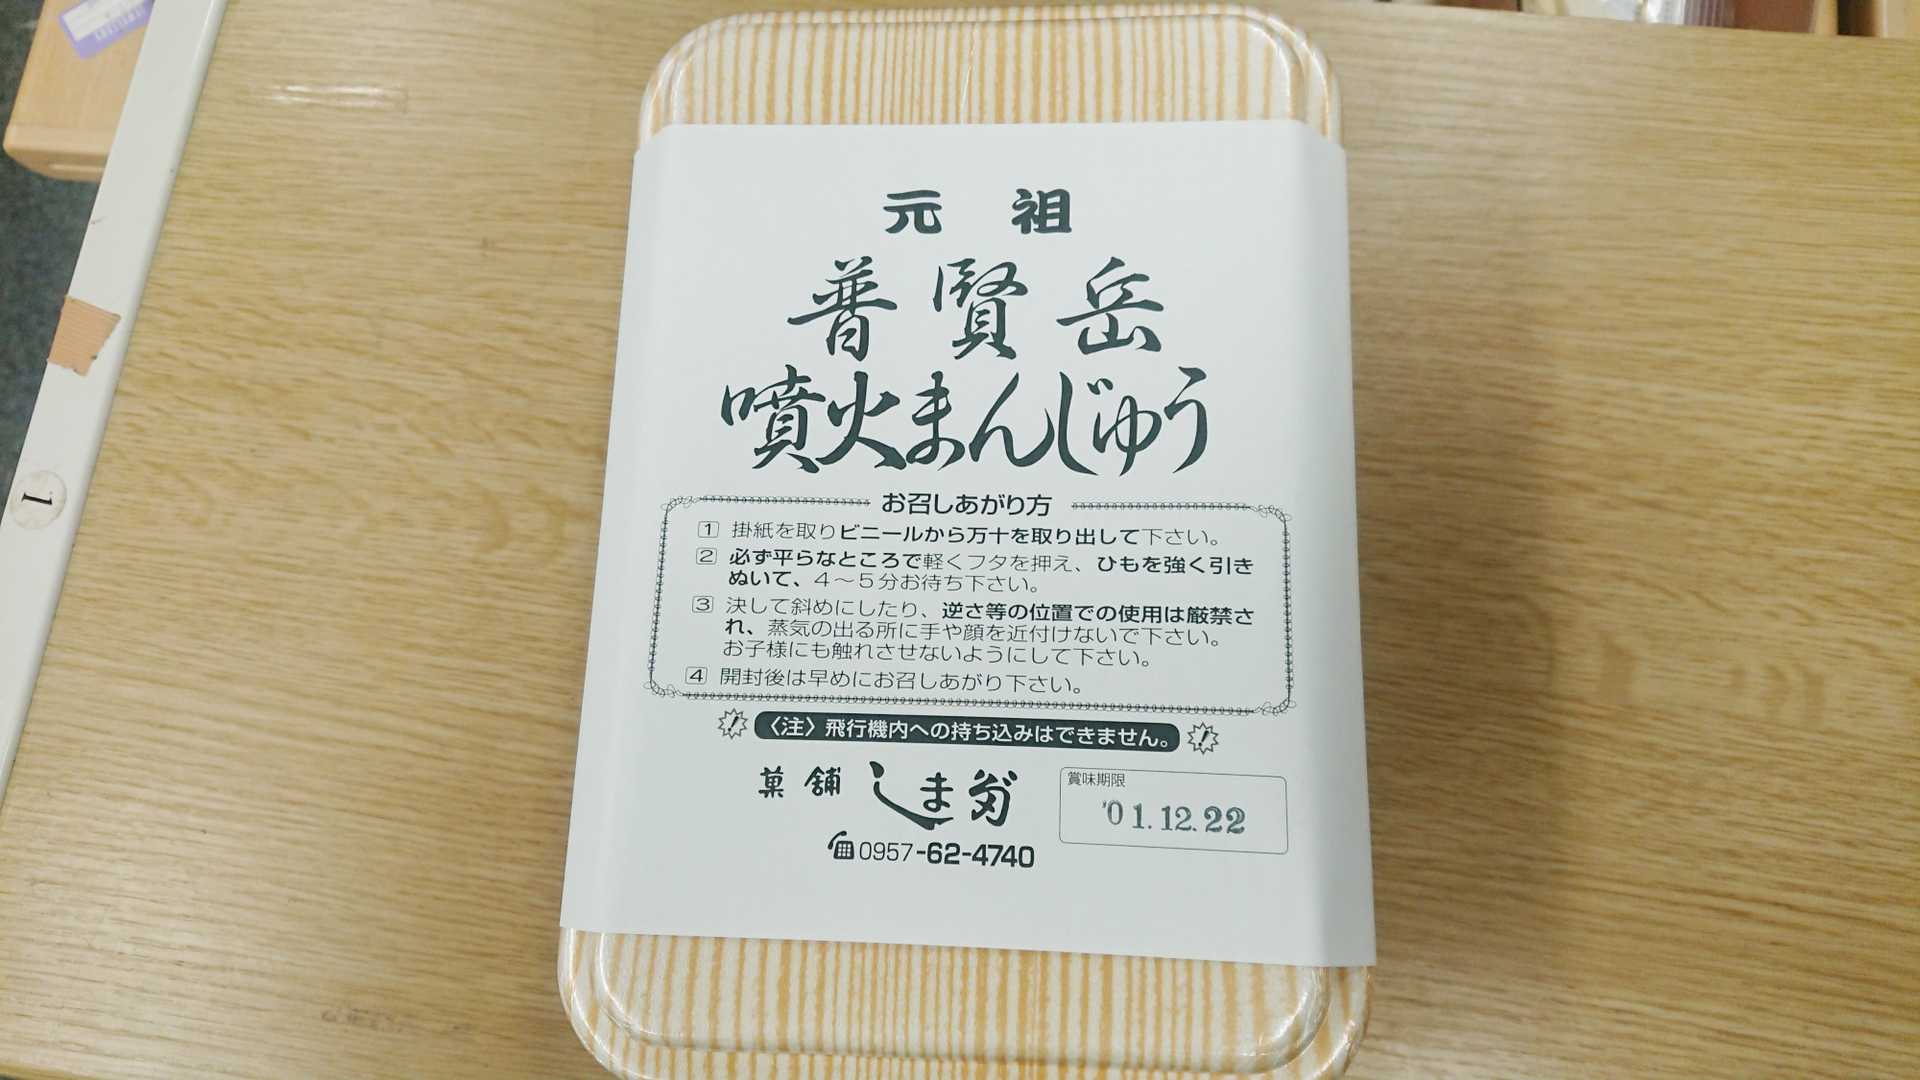 元祖
普賢岳
噴火まんじゅう
お召しあがり方
1 掛紙を取りビニールから万十を取り出して下さい。
2 必ず平らなところで軽くフタを押え、ひもを強く引き
ぬいて、4～5分お待ち下さい。
3 決して斜めにしたり、逆さ等の位置での使用は厳禁さ
れ、蒸気の出る所に手や顔を近付けないで下さい。
お子様にも触れさせないようにして下さい。
4 開封後は早めにお召しあがり下さい。
〈注〉飛行機内への持ち込みはできません。
菓舗 しま
賞味期限
'01.12.22
0957-62-4740
1